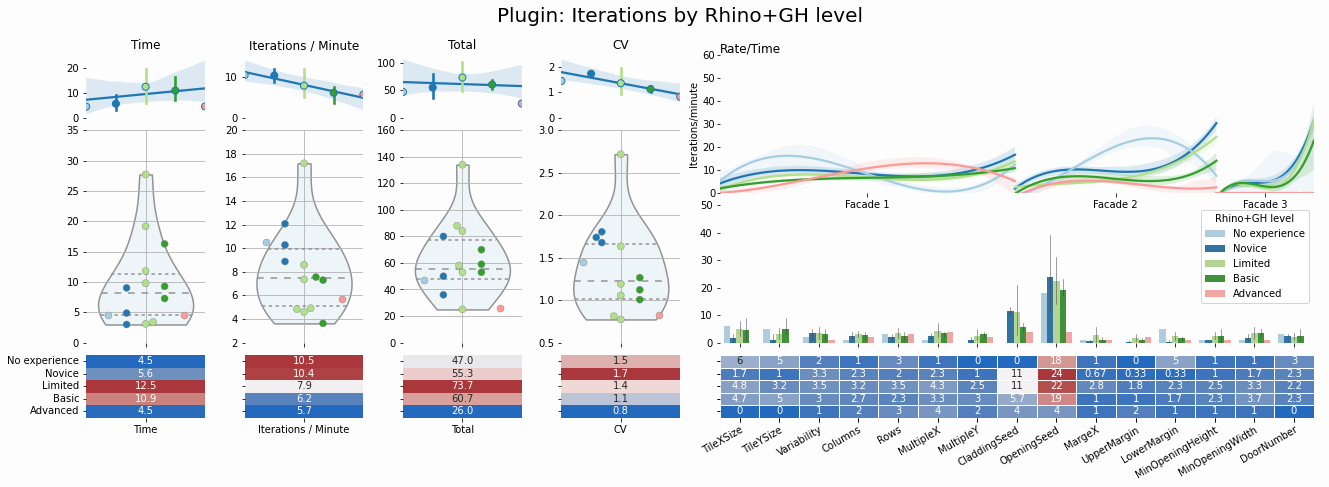 Plugin: Iterations by Rhino+GH level
Time
Iterations / Minute
Total
CV
Rate/Time
20
10
0
10
0
100
50
0
2
1
0
60
50
40
30
20
10
0
Iterations/minute
Facade 1
Facade 2
Facade 3
35
30
25
20
15
10
5
0
20
18
16
14
12
10
8
6
4
2
160
140
120
100
80
60
40
20
0
3.0
2.5
2.0
1.5
1.0
0.5
50
40
30
20
10
0
Rhino+GH level
No experience
Novice
Limited
Basic
Advanced
No experience 4.5 10.5 47.0 1.5 6 5 2 1 3 1 0 0 18 1 0 5 1 1 3
Novice 5.6 10.4 55.3 1.7 1.7 1 3.3 2.3 2 2.3 1 11 24 0.67 0.33 0.33 1 1.7 2.3
Limited 12.5 7.9 73.7 1.4 4.8 3.2 3.5 3.2 3.5 4.3 2.5 11 22 2.8 1.8 2.3 2.5 3.3 2.2
Basic 10.9 6.2 60.7 1.1 4.7 5 3 2.7 2.3 3.3 3 5.7 19 1 1 1.7 2.3 3.7 2.3
Advanced 4.5 5.7 26.0 0.8 0 0 1 2 3 4 2 4 4 1 2 1 1 1 0
Time
Iterations / Minute
Total
CV
TileXSize
TileYSize
Variability
Columns
Rows
MultipleX
MultipleY
CladdingSeed
OpeningSeed
MargeX
UpperMargin
LowerMargin
MinOpeningHeight
MinOpeningWidth
DoorNumber